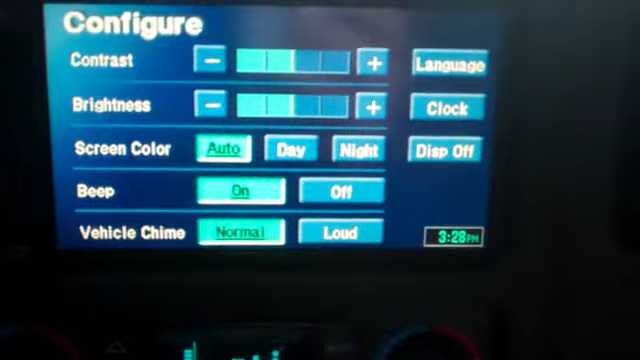 Configure
Contrast − + Language
Brightness − + Clock
Screen Color Auto Day Night Disp Off
Beep On Off
Vehicle Chime Normal Loud 3:28PM